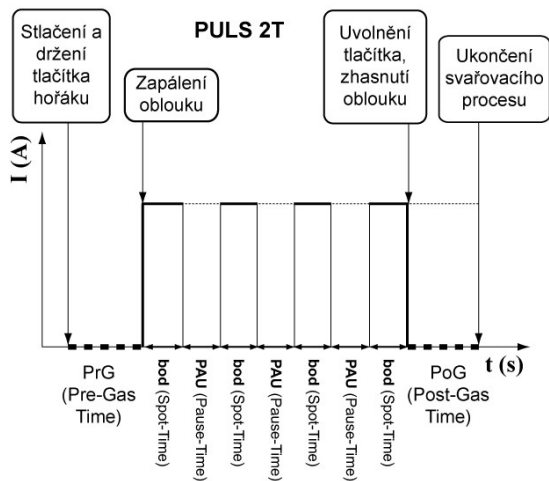 PULS 2T
Stlačení a
držení
tlačítka
hořáku
Zapálení
oblouku
Uvolnění
tlačítka,
zhasnutí
oblouku
Ukončení
svařovacího
procesu
I (A)
t (s)
PrG
(Pre-Gas
Time)
bod (Spot-Time)
PAU (Pause-Time)
bod (Spot-Time)
PAU (Pause-Time)
bod (Spot-Time)
PAU (Pause-Time)
bod (Spot-Time)
PoG
(Post-Gas
Time)